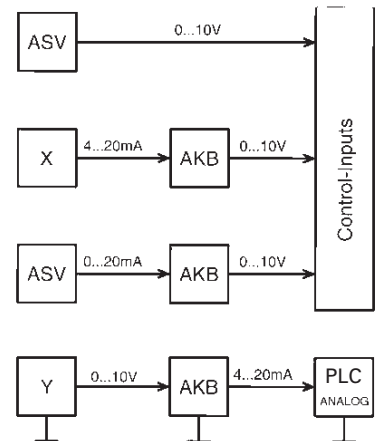 ASV 0...10V
X 4...20mA AKB 0...10V
Control-Inputs
ASV 0...20mA AKB 0...10V
Y 0...10V AKB 4...20mA PLC
ANALOG